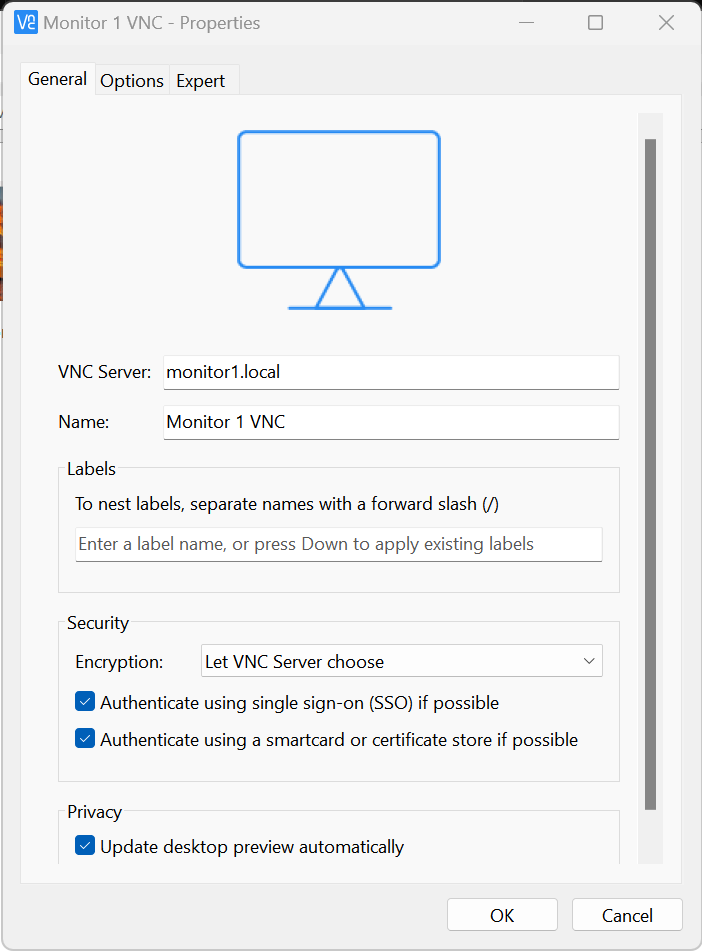 Monitor 1 VNC - Properties
General Options Expert
VNC Server: monitor1.local
Name: Monitor 1 VNC
Labels
To nest labels, separate names with a forward slash (/)
Enter a label name, or press Down to apply existing labels
Security
Encryption: Let VNC Server choose
Authenticate using single sign-on (SSO) if possible
Authenticate using a smartcard or certificate store if possible
Privacy
Update desktop preview automatically
OK Cancel